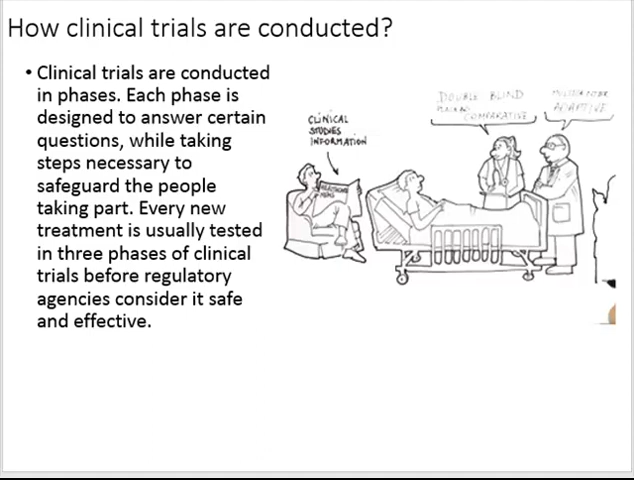 How clinical trials are conducted?
• Clinical trials are conducted
in phases. Each phase is
designed to answer certain
questions, while taking
steps necessary to
safeguard the people
taking part. Every new
treatment is usually tested
in three phases of clinical
trials before regulatory
agencies consider it safe
and effective.
CLINICAL
STUDIES
INFORMATION
DOUBLE BLIND
COMPARATIVE
ADAPTIVE